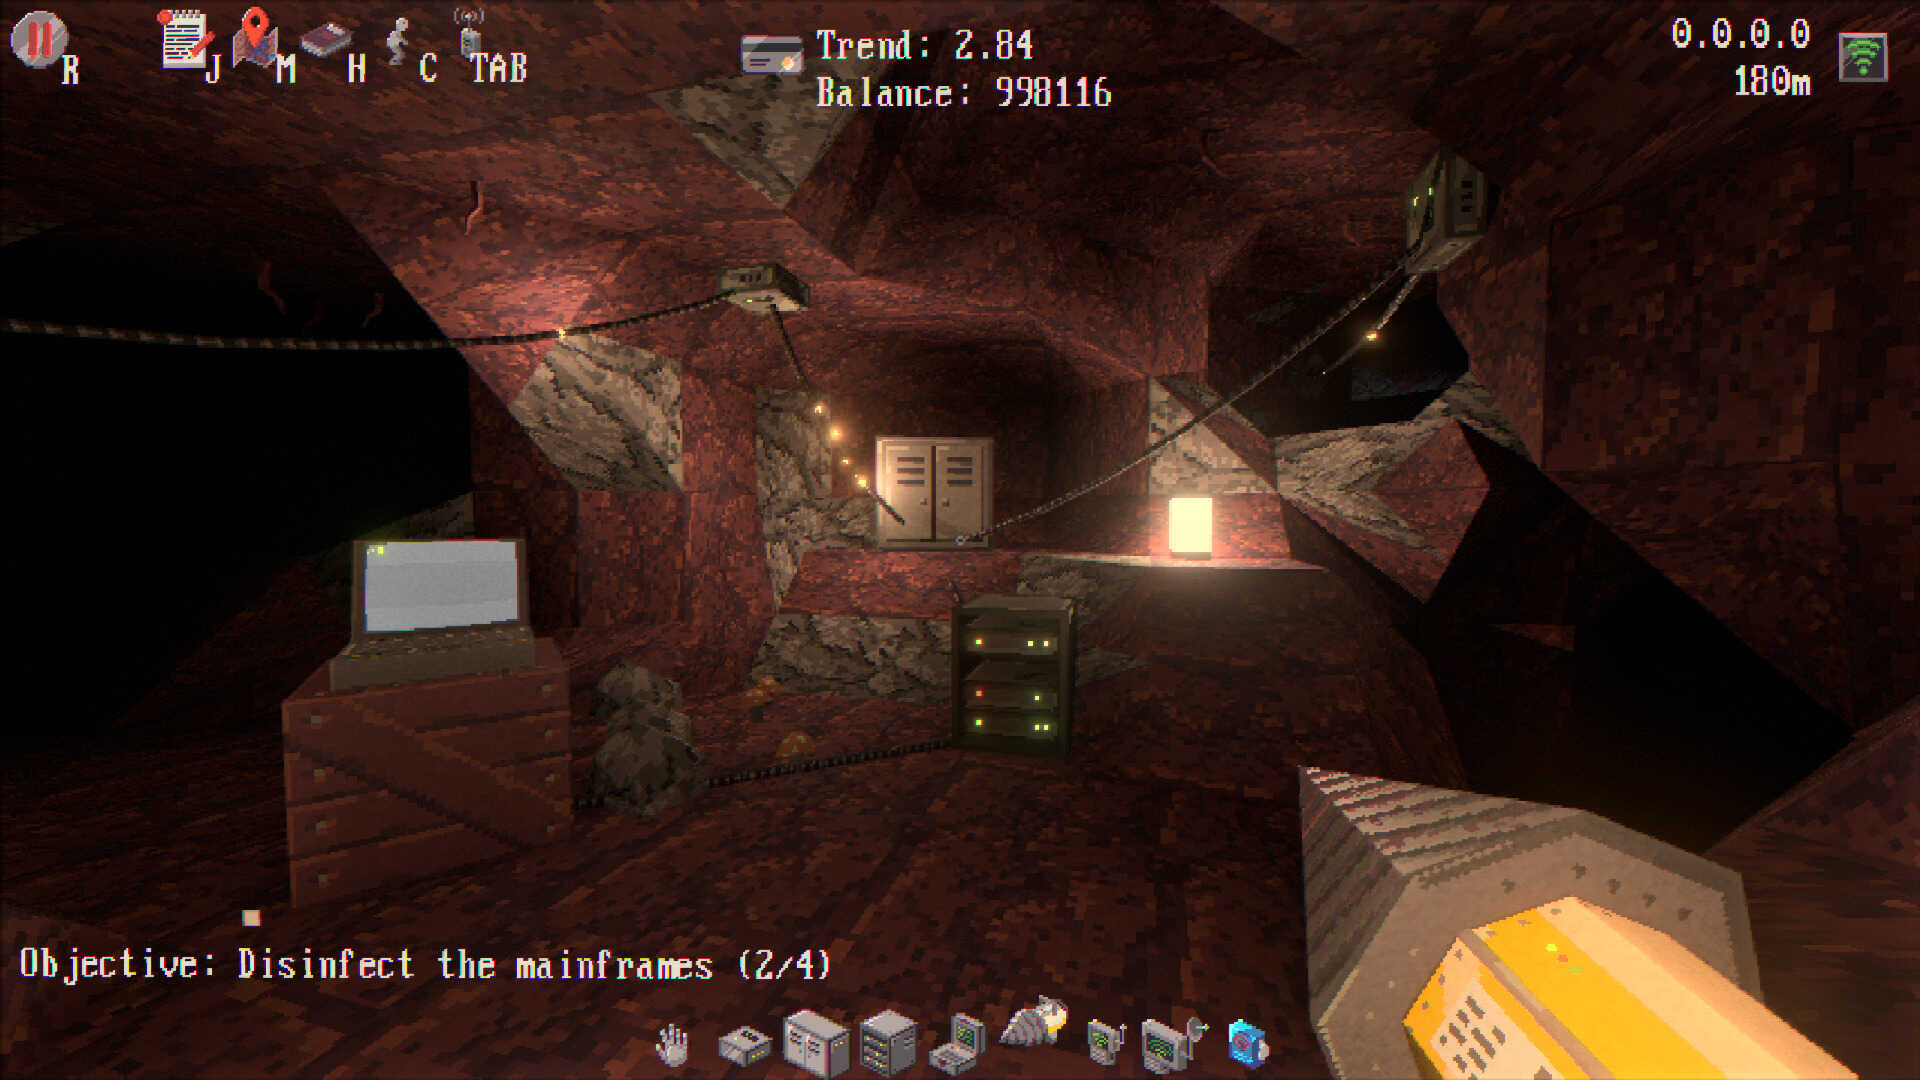 R
J M H C TAB
Trend: 2.84
Balance: 998116
0.0.0.0
180m
Objective: Disinfect the mainframes (2/4)